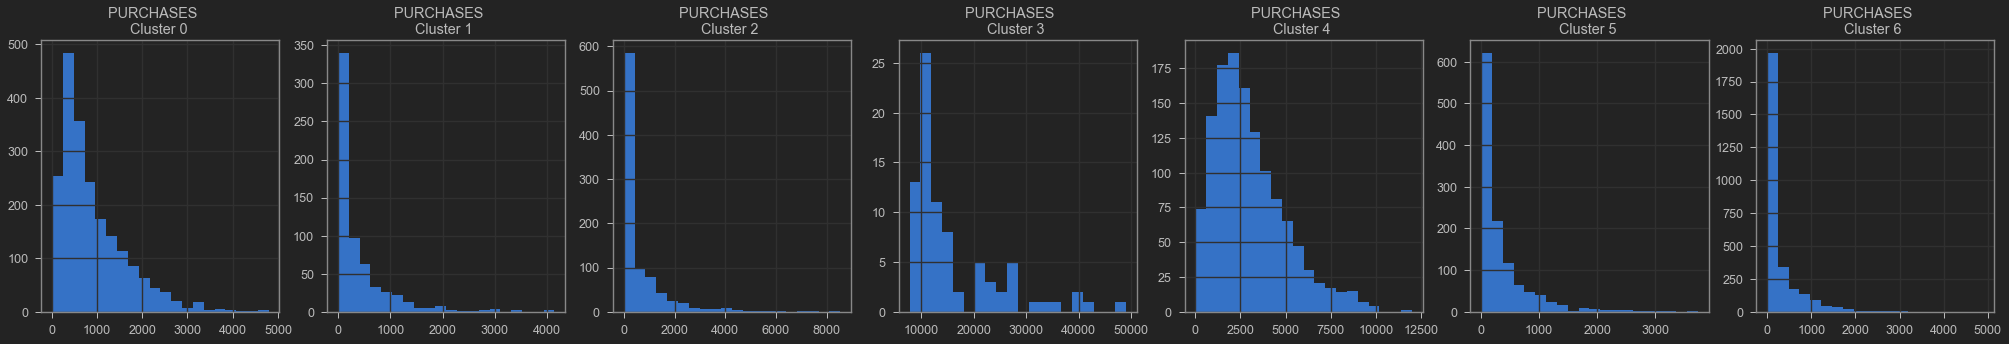 PURCHASES
Cluster 0
500
400
300
200
100
0
0 1000 2000 3000 4000 5000
PURCHASES
Cluster 1
350
300
250
200
150
100
50
0
0 1000 2000 3000 4000
PURCHASES
Cluster 2
600
500
400
300
200
100
0
0 2000 4000 6000 8000
PURCHASES
Cluster 3
25
20
15
10
5
0
10000 20000 30000 40000 50000
PURCHASES
Cluster 4
175
150
125
100
75
50
25
0
0 2500 5000 7500 10000 12500
PURCHASES
Cluster 5
600
500
400
300
200
100
0
0 1000 2000 3000
PURCHASES
Cluster 6
2000
1750
1500
1250
1000
750
500
250
0
0 1000 2000 3000 4000 5000